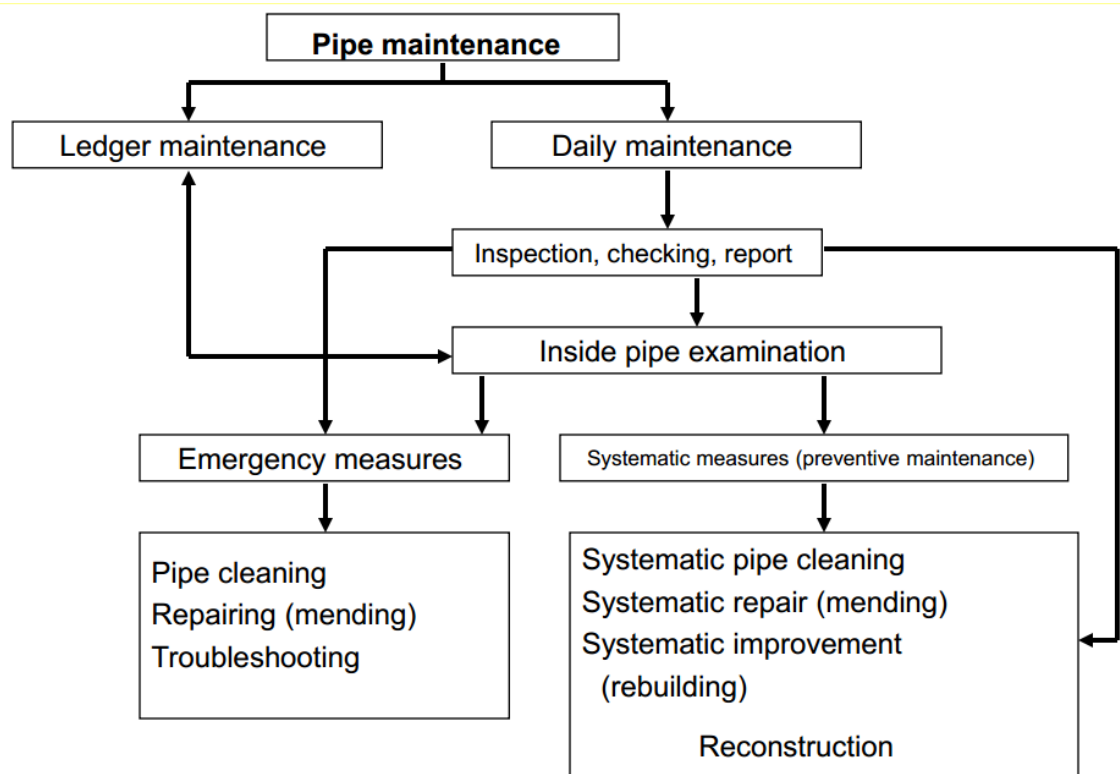 Pipe maintenance
Ledger maintenance
Daily maintenance
Inspection, checking, report
Inside pipe examination
Emergency measures
Systematic measures (preventive maintenance)
Pipe cleaning
Repairing (mending)
Troubleshooting
Systematic pipe cleaning
Systematic repair (mending)
Systematic improvement
(rebuilding)
Reconstruction